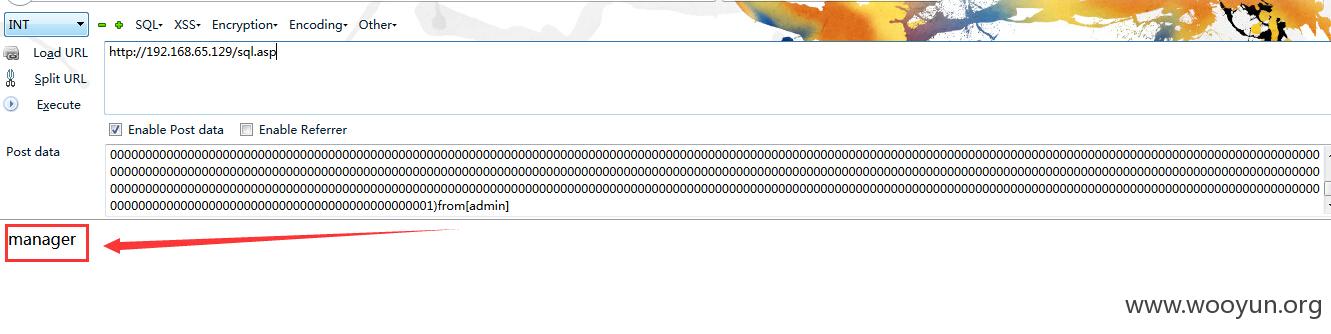 INT
SQL
XSS
Encryption
Encoding
Other
Load URL
http://192.168.65.129/sql.asp
Split URL
Execute
Enable Post data
Enable Referrer
Post data
1)from[admin]
manager
www.wooyun.org